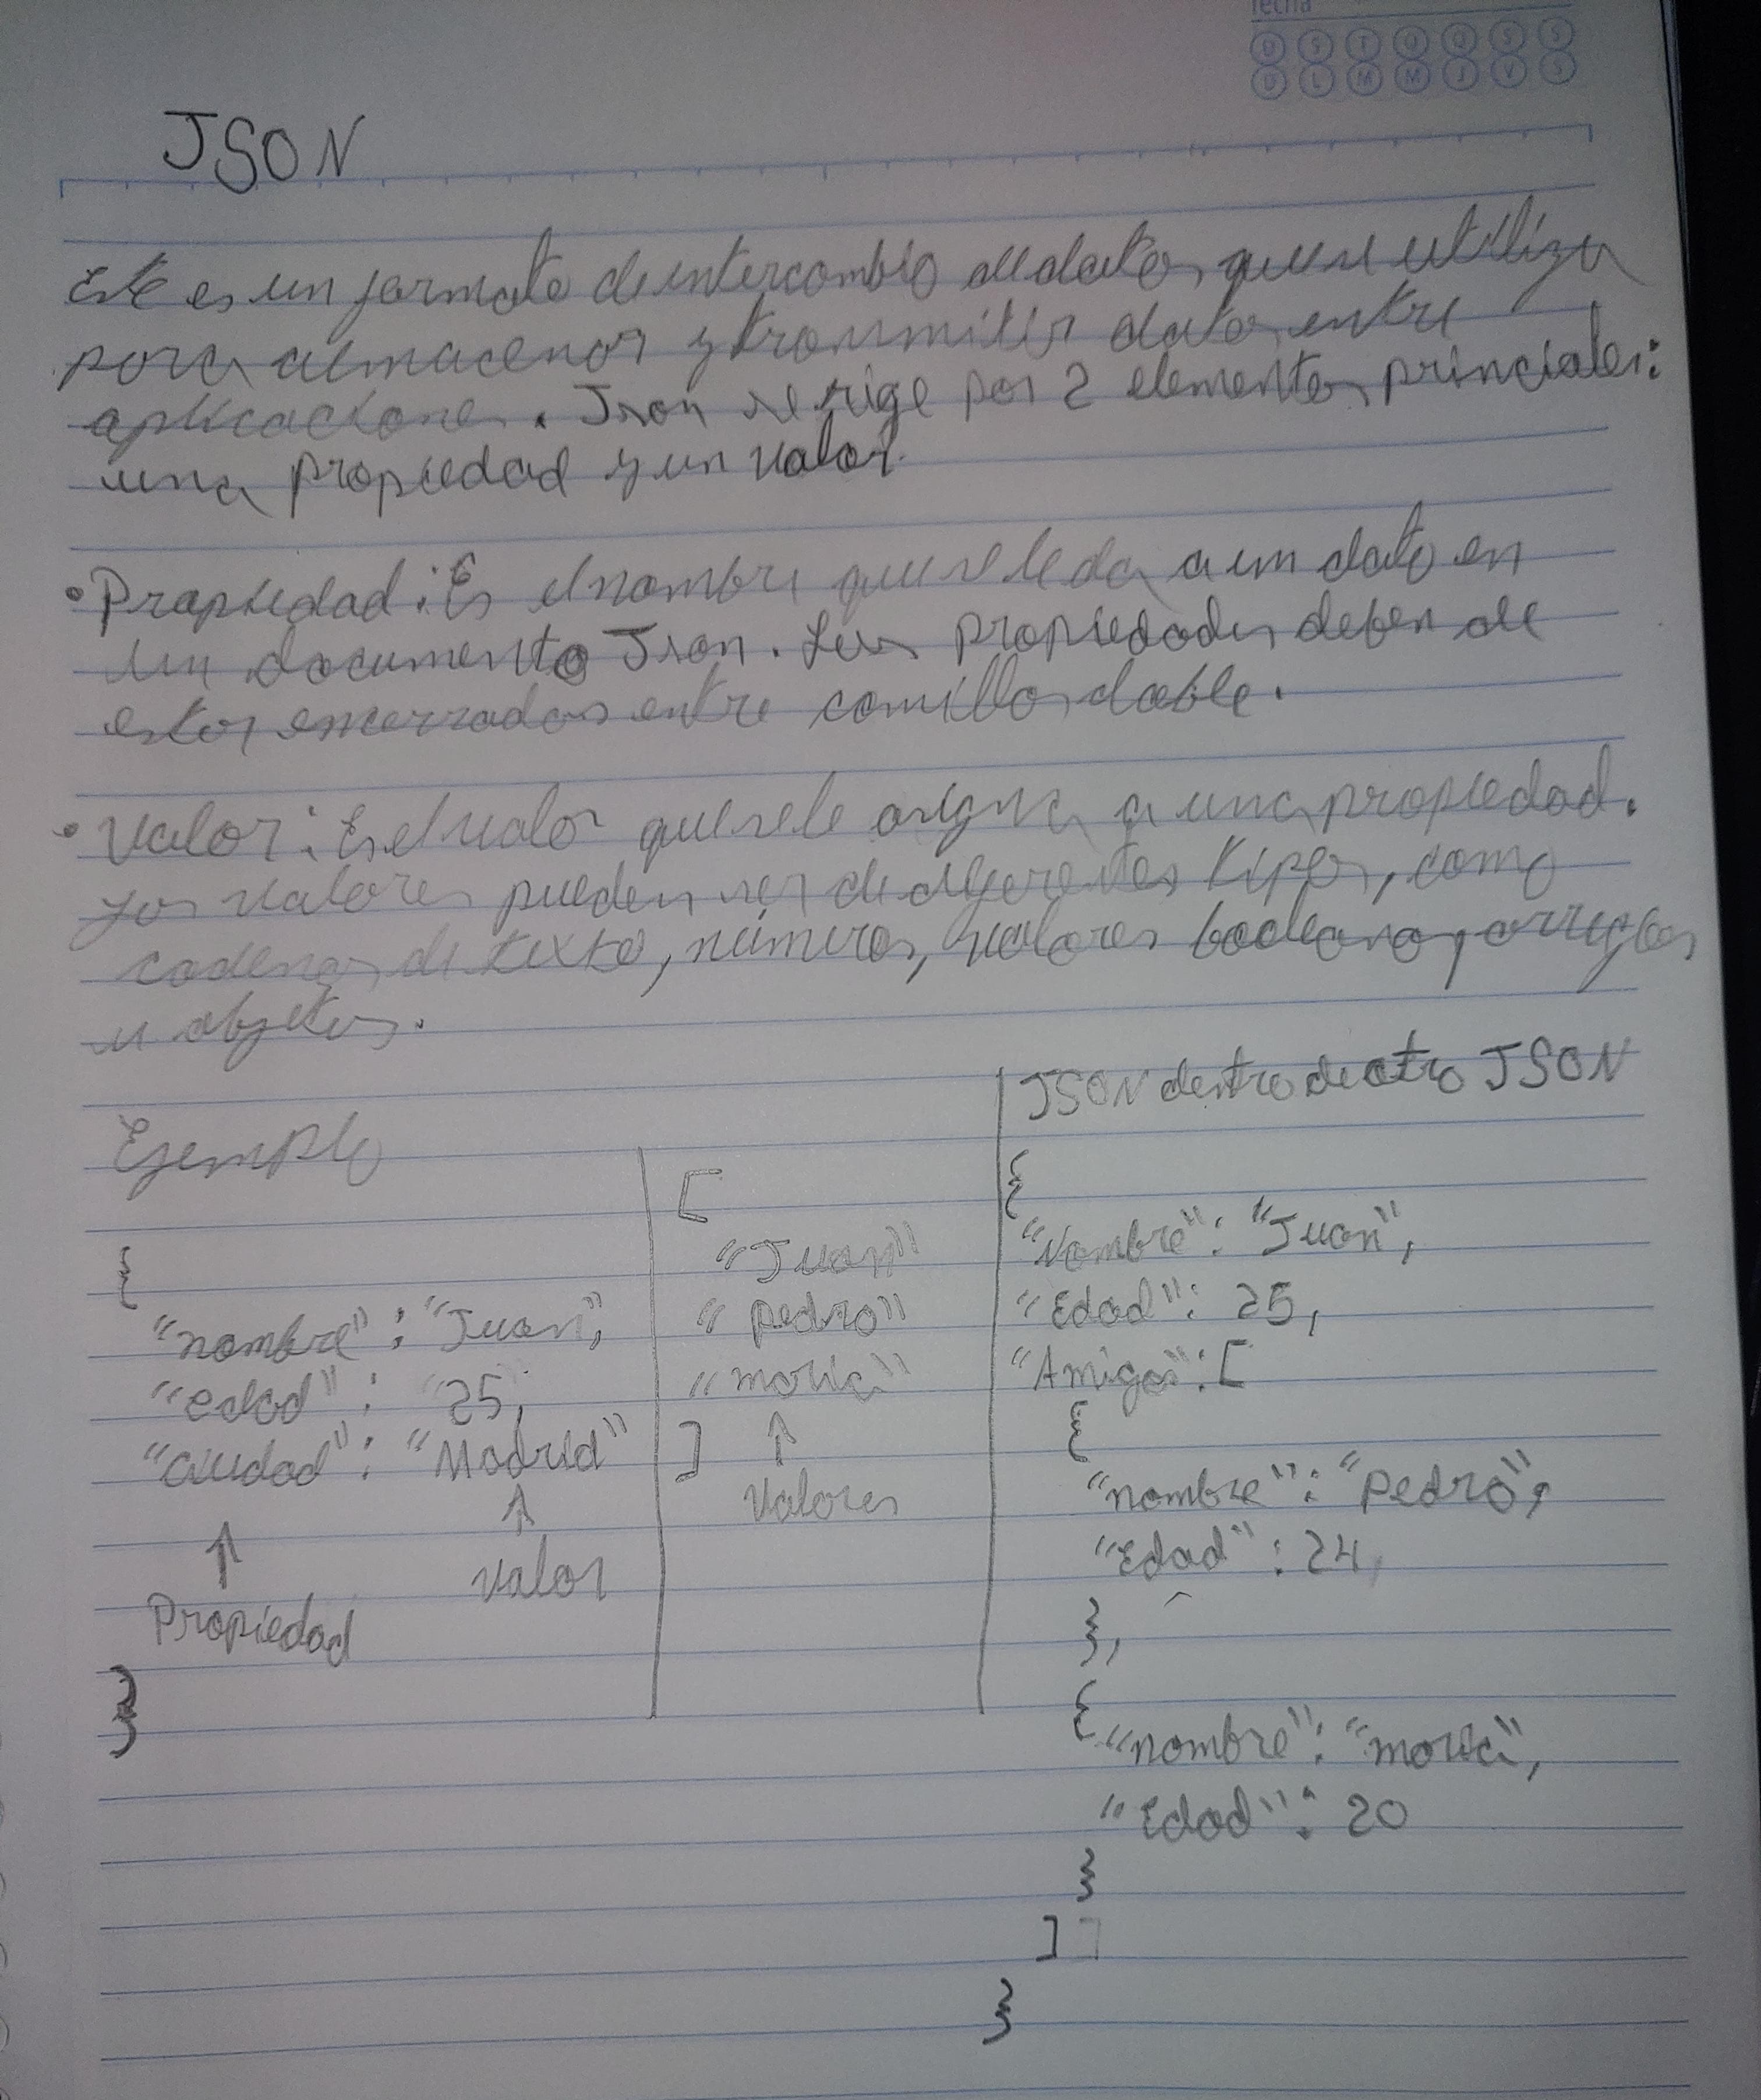 fecha
D S T Q Q S S
D L M M J V S
JSON
Este es un formato de intercambio de datos que se utiliza
para almacenar y transmitir datos entre
aplicaciones. Json se rige por 2 elementos princiales:
una propiedad y un valor.
• Propiedad: Es el nombre que se le da a un dato en
un documento Json. Las propiedades deben de
estar encerradas entre comillas doble.
• Valor: Es el valor que se le asigna a una propiedad.
Los valores pueden ser de diferentes tipos, como
cadenas de texto, números, valores booleano, arreglos
u objetos.
Ejemplo
{
"nombre": "Juan",
"edad": "25,
"ciudad": "Madrid"
↑ ↑
Propiedad Valor
}
[
"Juan"
"Pedro"
"maria"
] ↑
Valores
JSON dentro de otro JSON
{
"Nombre": "Juan",
"Edad": 25,
"Amigos": [
{
"nombre": "Pedro",
"Edad": 24,
},
{
"nombre": "maria",
"Edad": 20
}
]
}